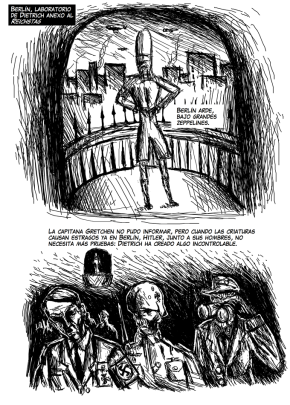 BERLÍN, LABORATORIO
DE DIETRICH ANEXO AL
REICHSTAG
BERLÍN ARDE,
BAJO GRANDES
ZEPPELINES.
LA CAPITANA GRETCHEN NO PUDO INFORMAR, PERO CUANDO LAS CRIATURAS
CAUSAN ESTRAGOS YA EN BERLÍN, HITLER, JUNTO A SUS HOMBRES, NO
NECESITA MÁS PRUEBAS: DIETRICH HA CREADO ALGO INCONTROLABLE.